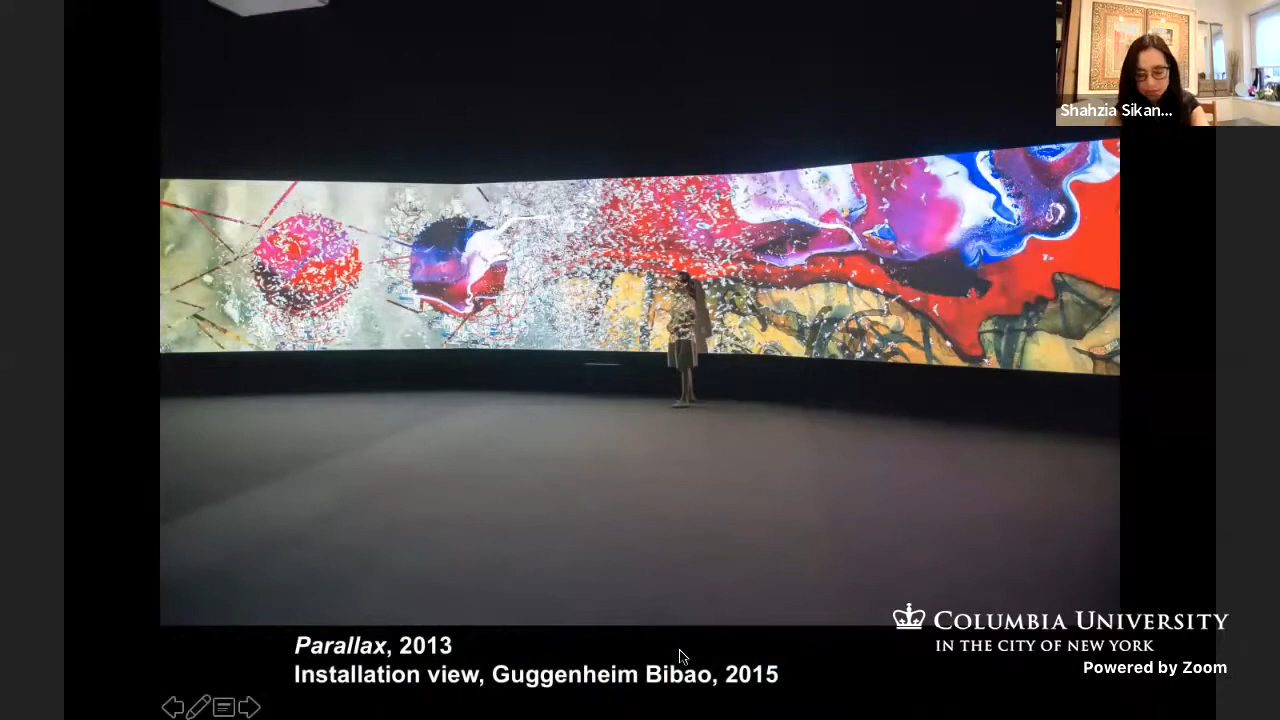 Shahzia Sikan...
COLUMBIA UNIVERSITY
IN THE CITY OF NEW YORK
Powered by Zoom
Parallax, 2013
Installation view, Guggenheim Bibao, 2015